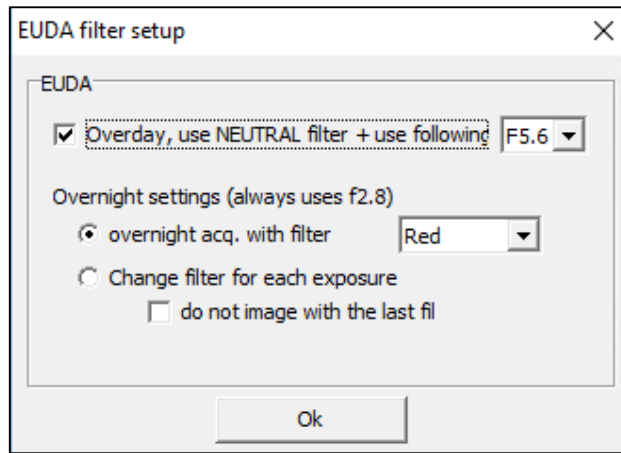 EUDA filter setup
EUDA
Overday, use NEUTRAL filter + use following F5.6
Overnight settings (always uses f2.8)
overnight acq. with filter Red
Change filter for each exposure
do not image with the last fil
Ok